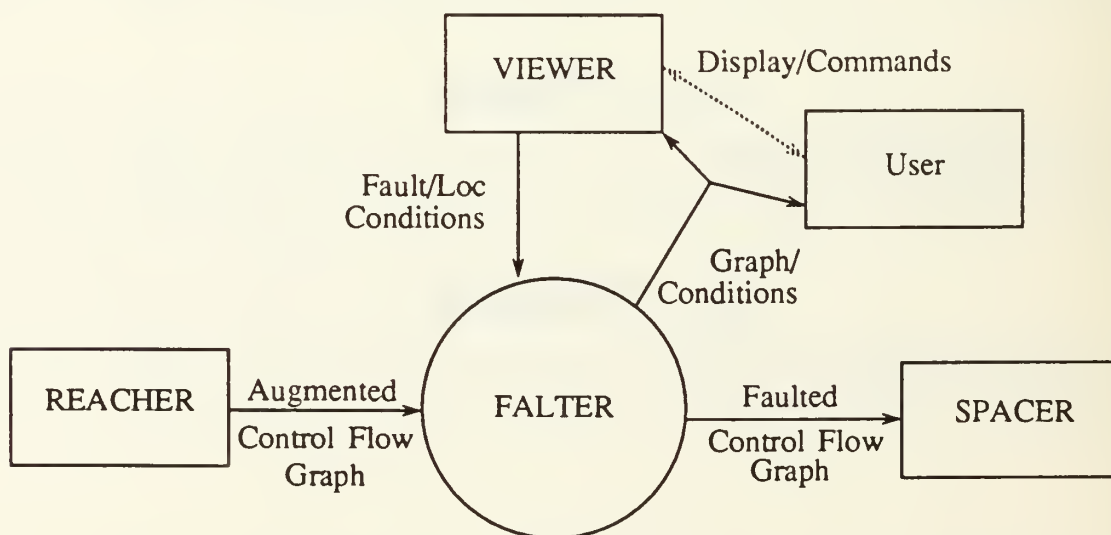 VIEWER
Display/Commands
User
Fault/Loc
Conditions
Graph/
Conditions
REACHER
Augmented
Control Flow
Graph
FALTER
Faulted
Control Flow
Graph
SPACER